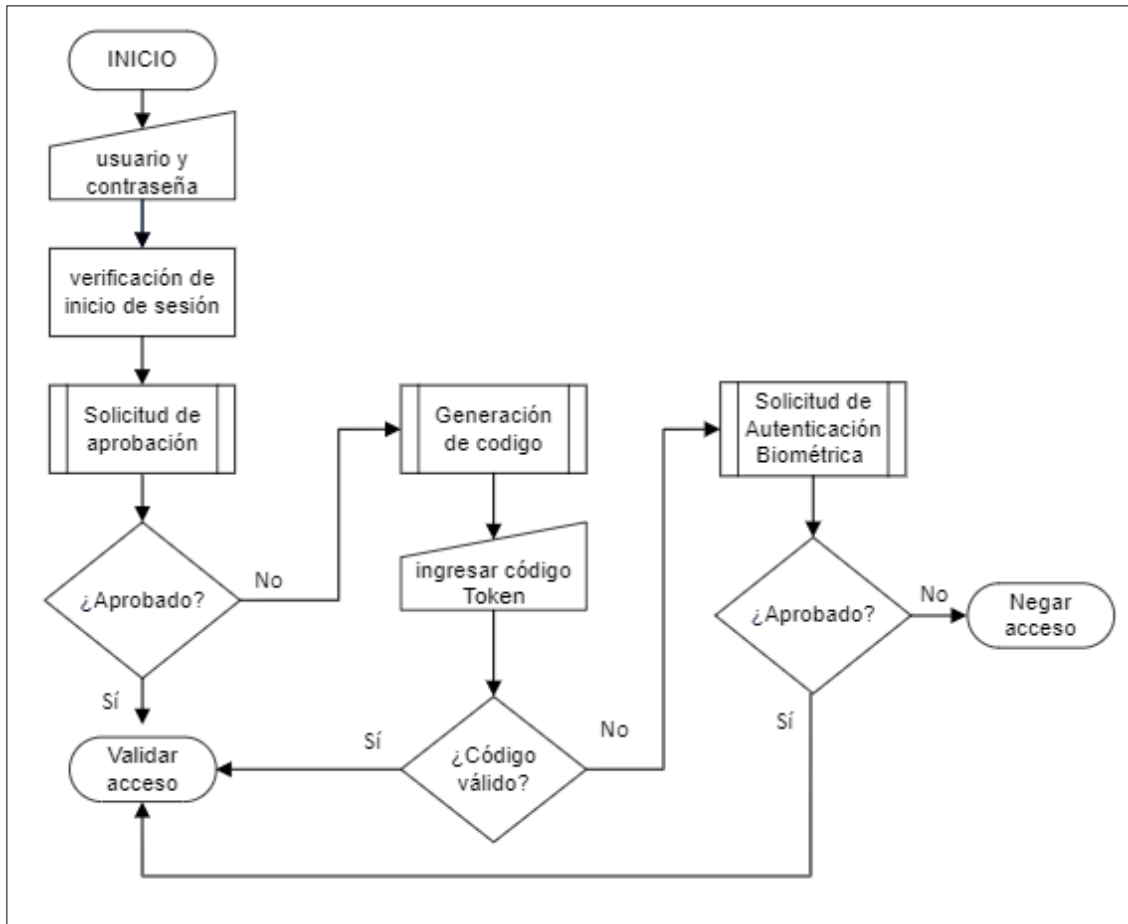 INICIO
usuario y
contraseña
verificación de
inicio de sesión
Solicitud de
aprobación
¿Aprobado?
No
Sí
Validar
acceso
Generación
de codigo
ingresar código
Token
¿Código
válido?
Sí
No
Solicitud de
Autenticación
Biométrica
¿Aprobado?
No
Sí
Negar
acceso